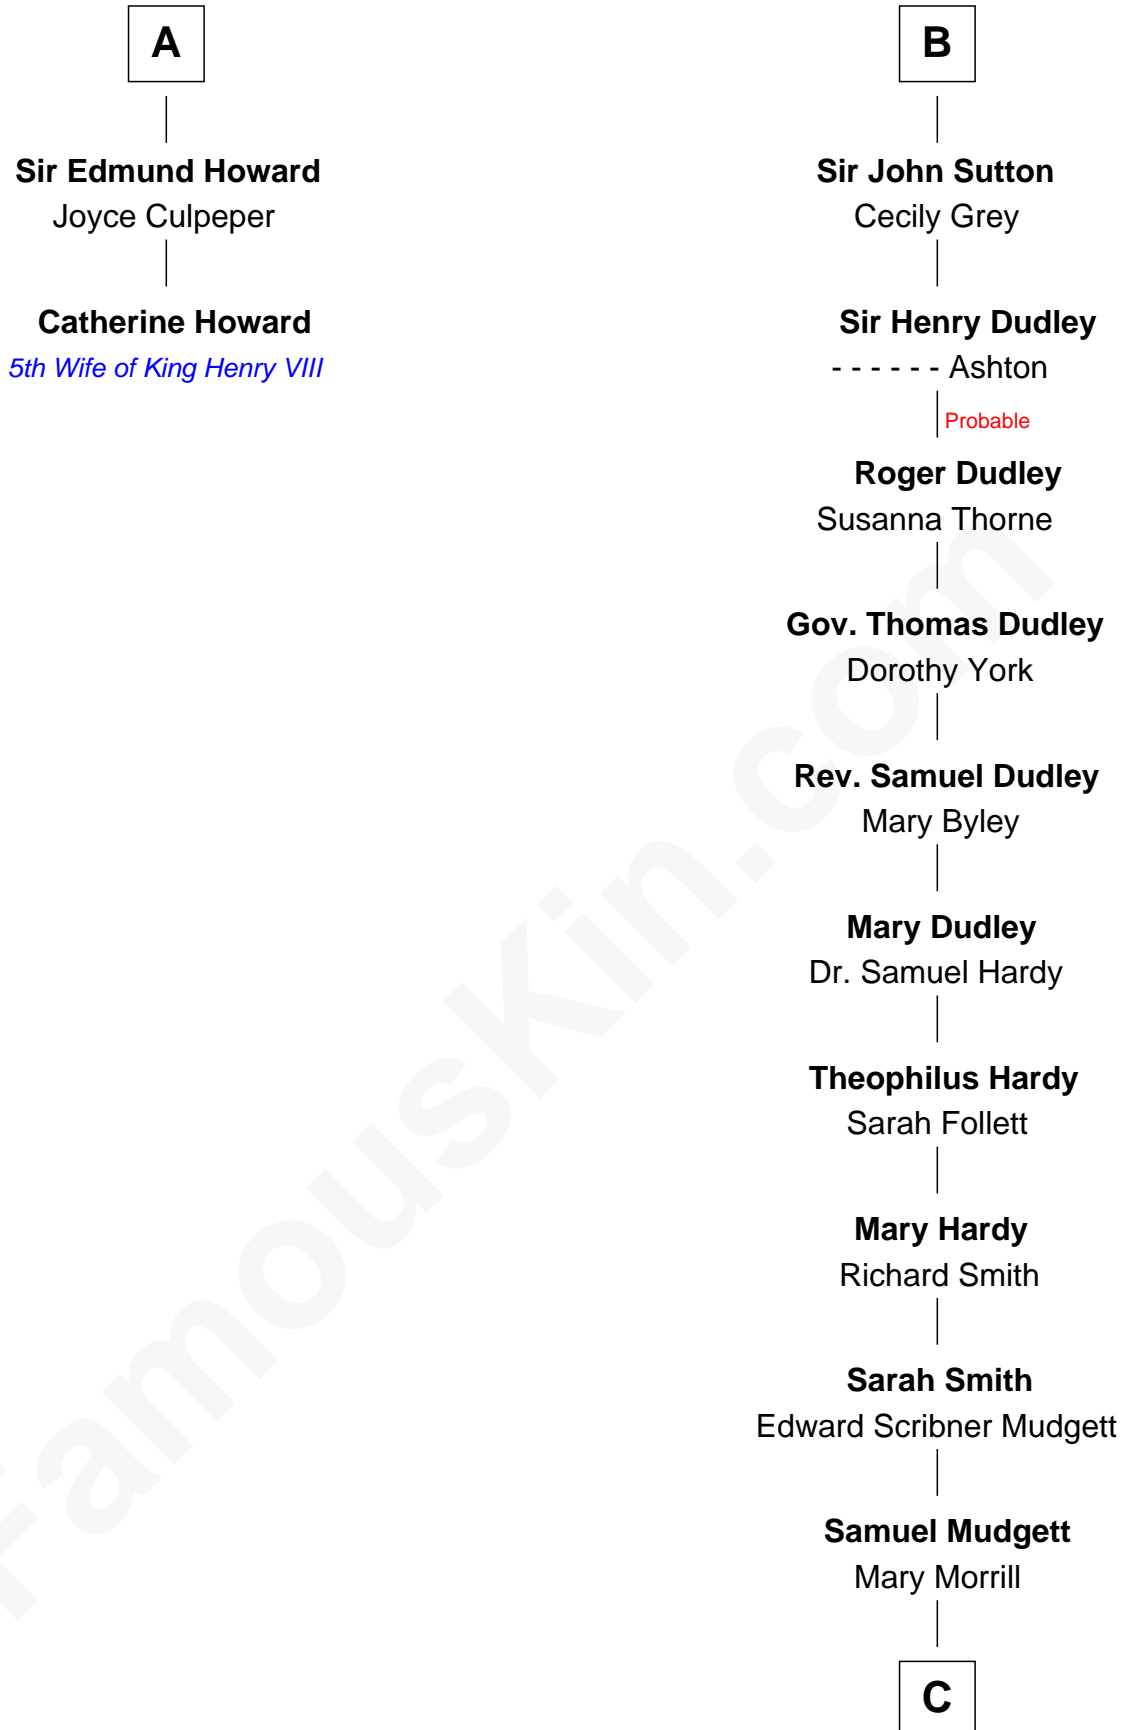 A
Sir Edmund Howard
Joyce Culpeper
Catherine Howard
5th Wife of King Henry VIII
B
Sir John Sutton
Cecily Grey
Sir Henry Dudley
- - - - - - Ashton
Probable
Roger Dudley
Susanna Thorne
Gov. Thomas Dudley
Dorothy York
Rev. Samuel Dudley
Mary Byley
Mary Dudley
Dr. Samuel Hardy
Theophilus Hardy
Sarah Follett
Mary Hardy
Richard Smith
Sarah Smith
Edward Scribner Mudgett
Samuel Mudgett
Mary Morrill
C
FamousKin.com